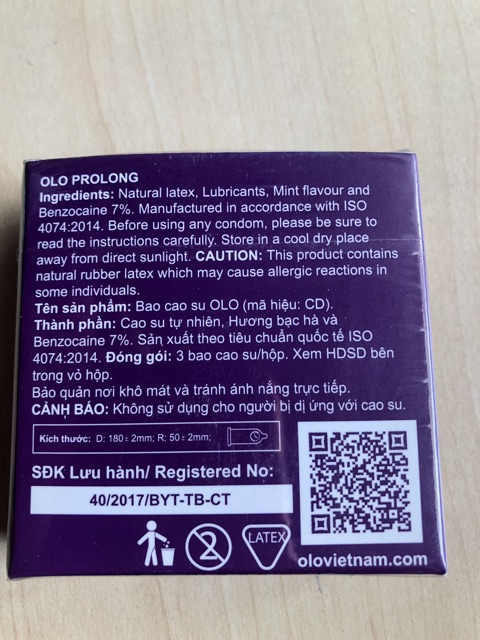 OLO PROLONG
Ingredients: Natural latex, Lubricants, Mint flavour and
Benzocaine 7%. Manufactured in accordance with ISO
4074:2014. Before using any condom, please be sure to
read the instructions carefully. Store in a cool dry place
away from direct sunlight. CAUTION: This product contains
natural rubber latex which may cause allergic reactions in
some individuals.
Tên sản phẩm: Bao cao su OLO (mã hiệu: CD).
Thành phần: Cao su tự nhiên, Hương bạc hà và
Benzocaine 7%. Sản xuất theo tiêu chuẩn quốc tế ISO
4074:2014. Đóng gói: 3 bao cao su/hộp. Xem HDSD bên
trong vỏ hộp.
Bảo quản nơi khô mát và tránh ánh nắng trực tiếp.
CẢNH BÁO: Không sử dụng cho người bị dị ứng với cao su.
Kích thước: D: 180± 2mm; R: 50± 2mm;
SĐK Lưu hành/ Registered No:
40/2017/BYT-TB-CT
2
LATEX
olovietnam.com